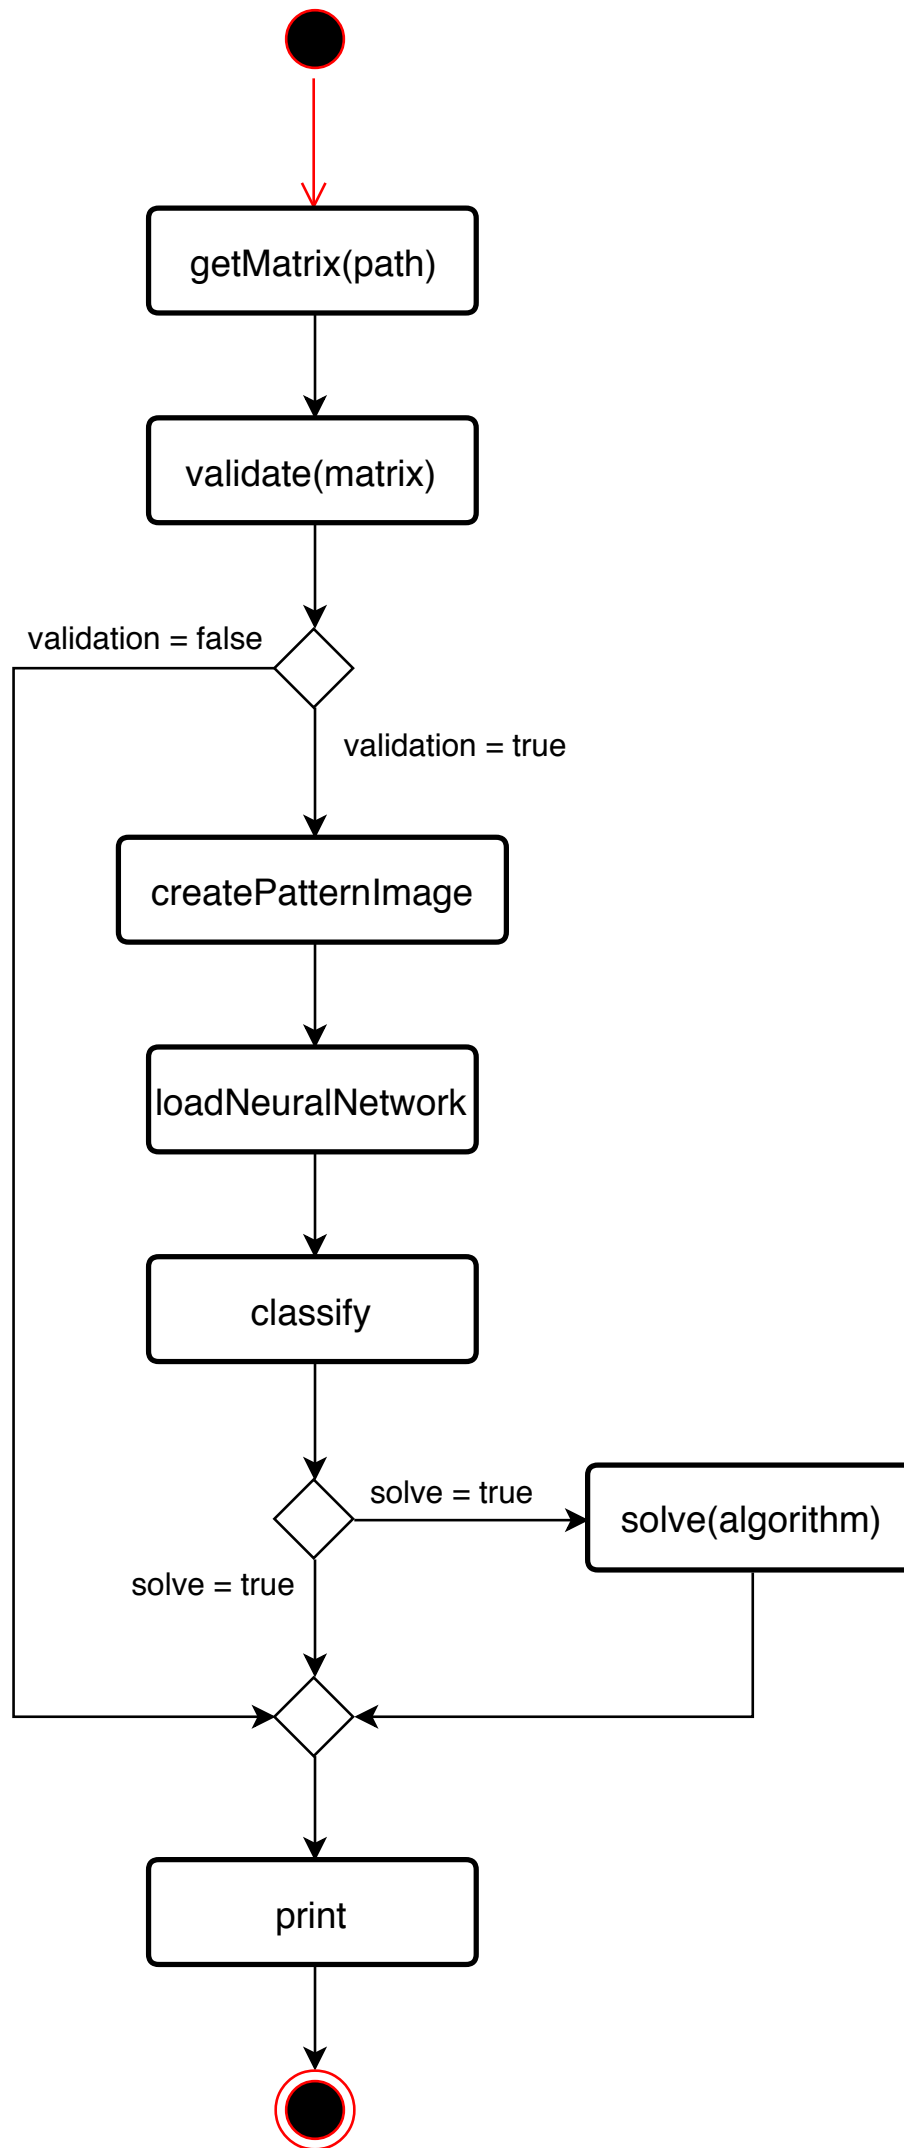 getMatrix(path)
validate(matrix)
validation = false
validation = true
createPatternImage
loadNeuralNetwork
classify
solve = true
solve(algorithm)
solve = true
print